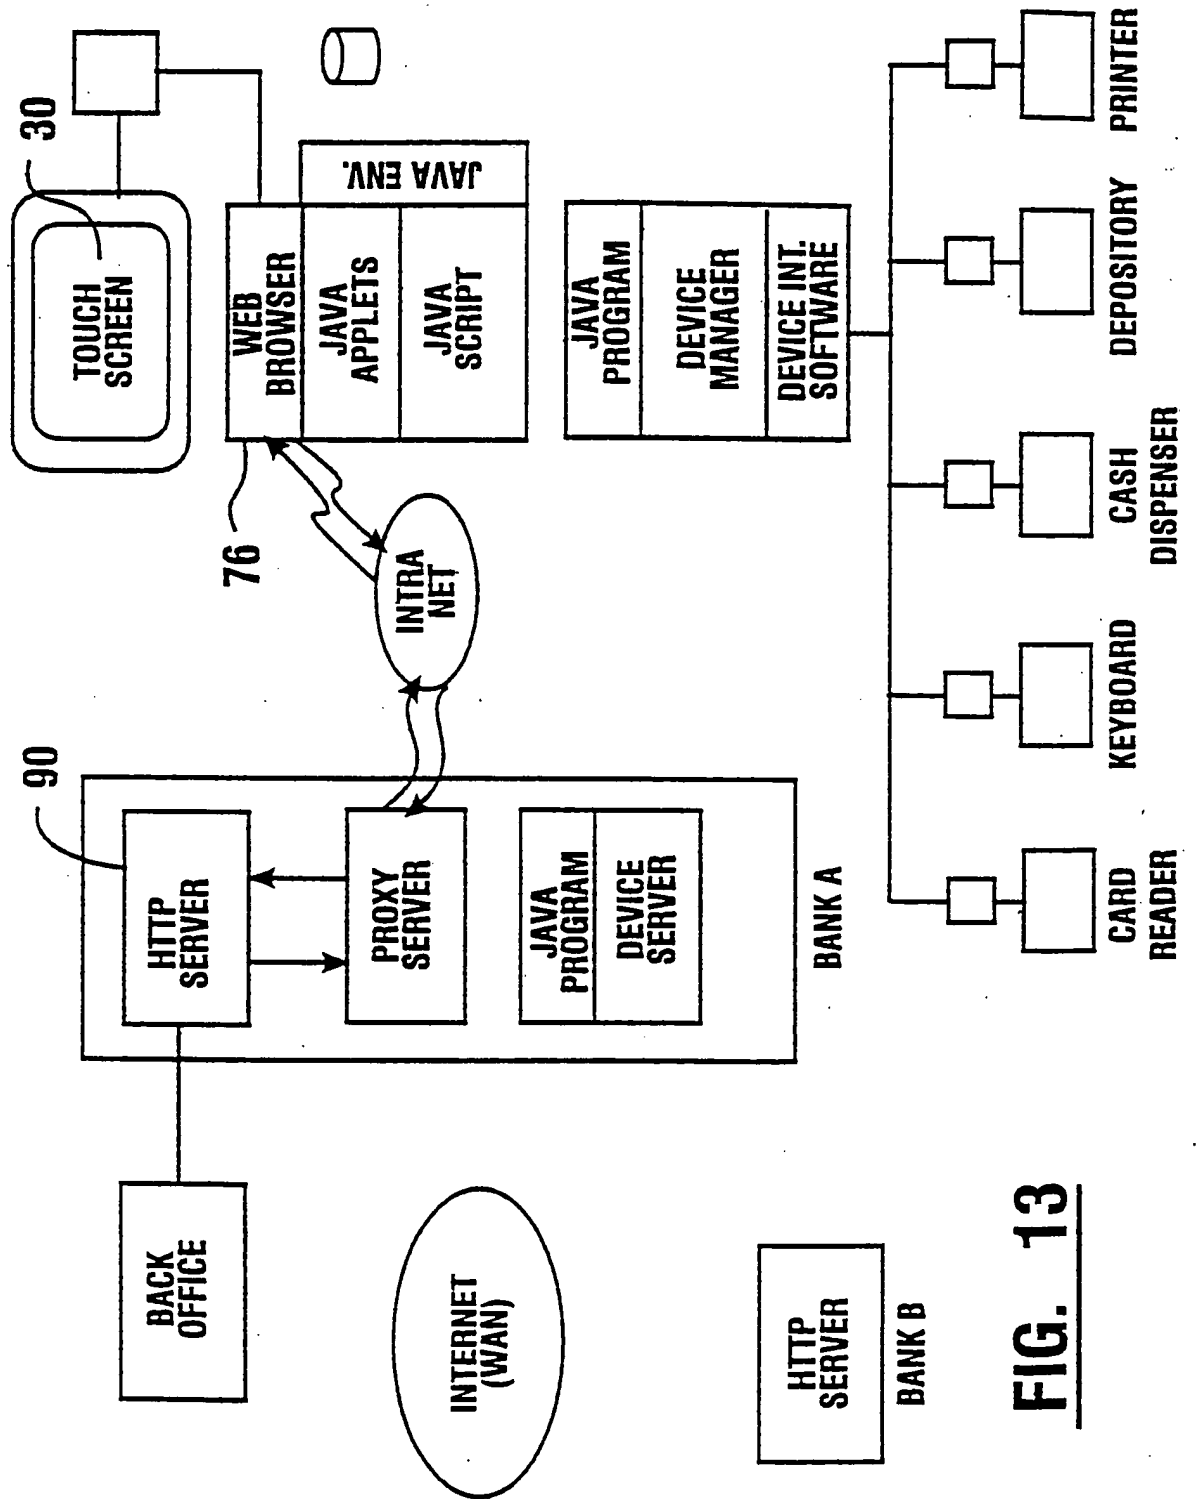 BACK
OFFICE
INTERNET
(WAN)
HTTP
SERVER
BANK B
90
HTTP
SERVER
PROXY
SERVER
JAVA
PROGRAM
DEVICE
SERVER
BANK A
INTRA
NET
30
TOUCH
SCREEN
76
WEB
BROWSER
JAVA
APPLETS
JAVA
SCRIPT
JAVA ENV.
JAVA
PROGRAM
DEVICE
MANAGER
DEVICE INT.
SOFTWARE
CARD
READER
KEYBOARD
CASH
DISPENSER
DEPOSITORY
PRINTER
FIG. 13